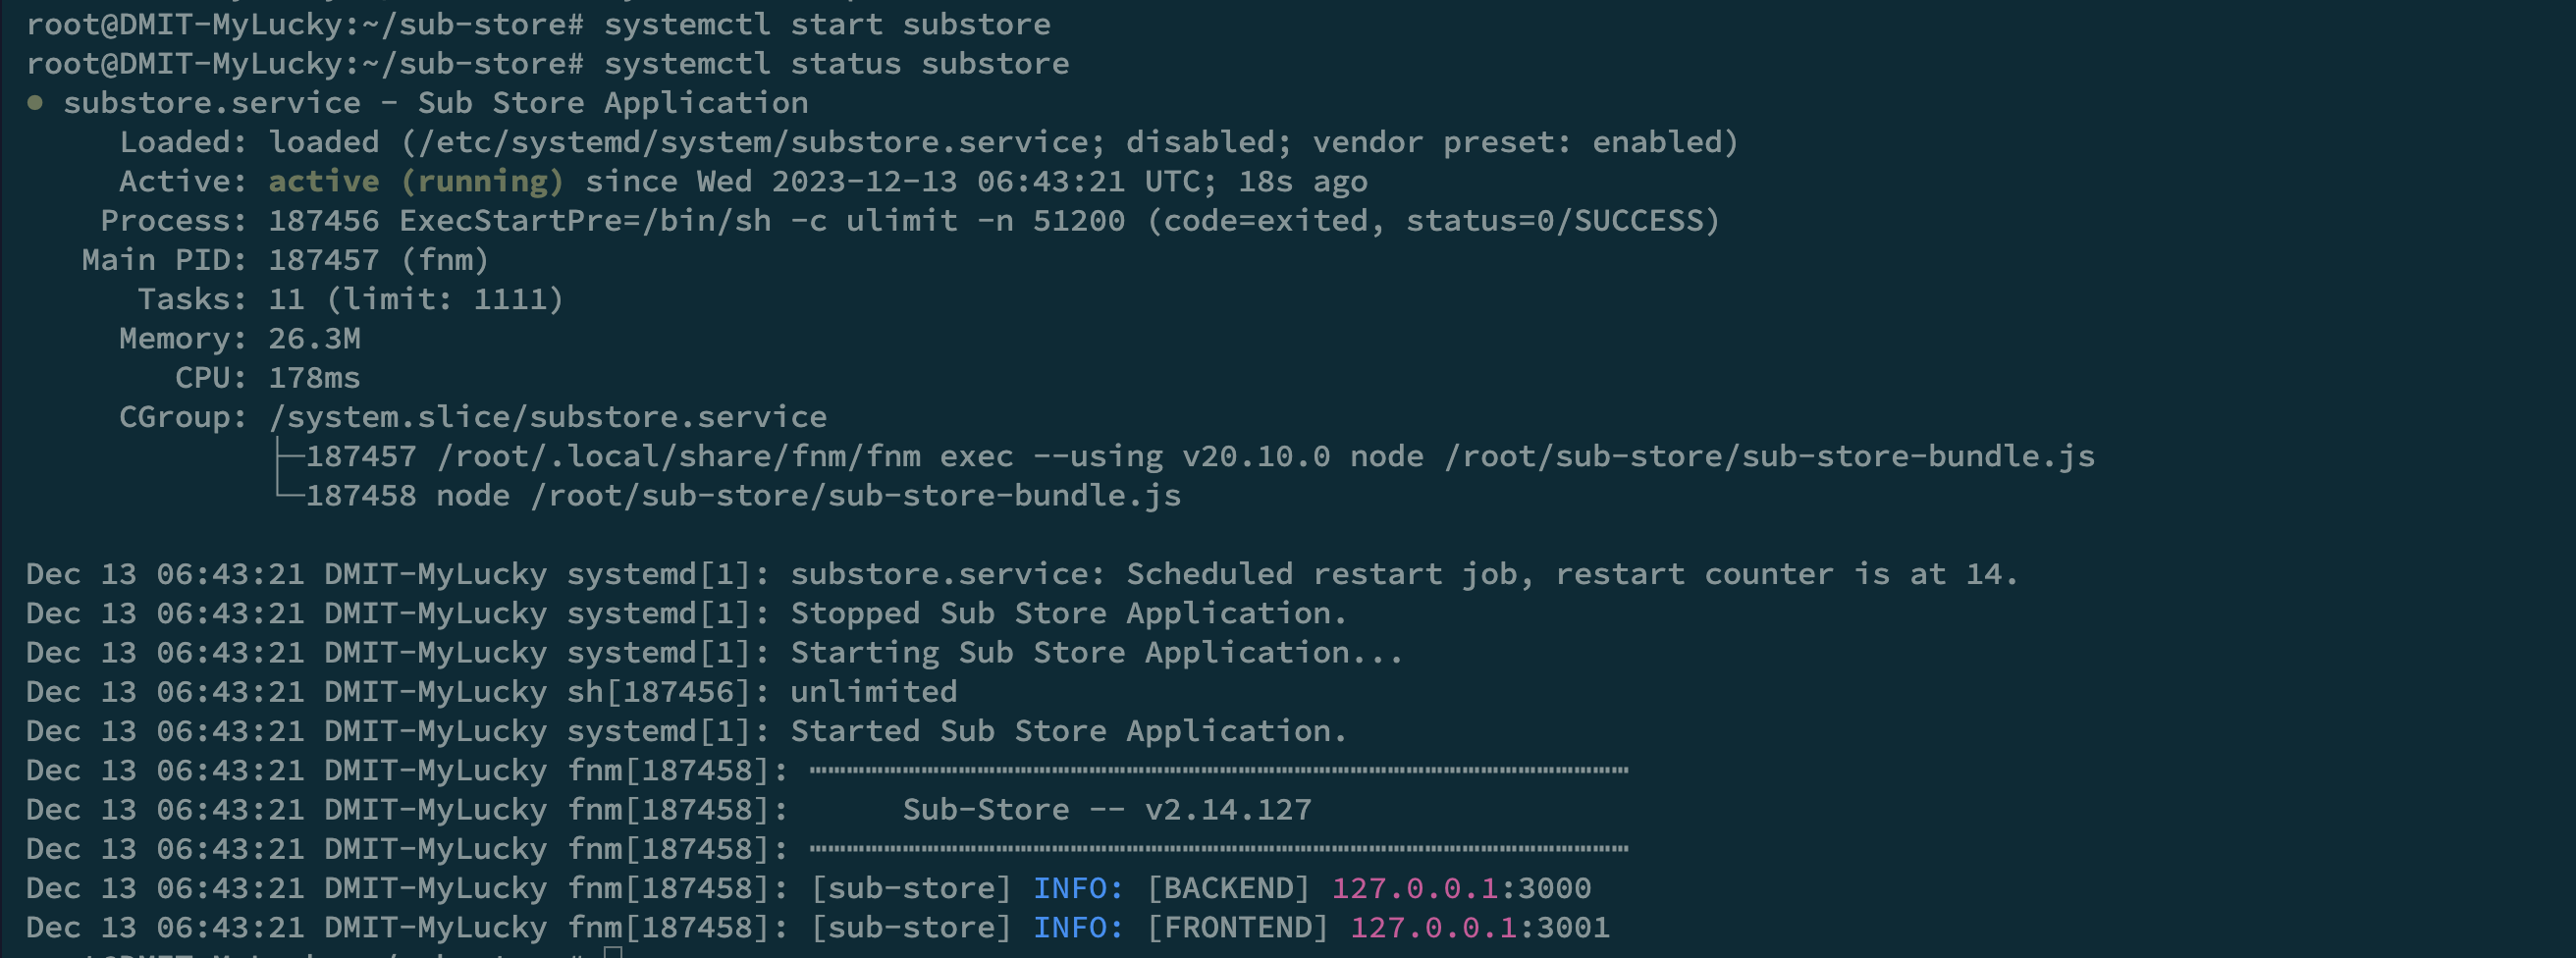 root@DMIT-MyLucky:~/sub-store# systemctl start substore
root@DMIT-MyLucky:~/sub-store# systemctl status substore
● substore.service - Sub Store Application
Loaded: loaded (/etc/systemd/system/substore.service; disabled; vendor preset: enabled)
Active: active (running) since Wed 2023-12-13 06:43:21 UTC; 18s ago
Process: 187456 ExecStartPre=/bin/sh -c ulimit -n 51200 (code=exited, status=0/SUCCESS)
Main PID: 187457 (fnm)
Tasks: 11 (limit: 1111)
Memory: 26.3M
CPU: 178ms
CGroup: /system.slice/substore.service
├─187457 /root/.local/share/fnm/fnm exec --using v20.10.0 node /root/sub-store/sub-store-bundle.js
└─187458 node /root/sub-store/sub-store-bundle.js
Dec 13 06:43:21 DMIT-MyLucky systemd[1]: substore.service: Scheduled restart job, restart counter is at 14.
Dec 13 06:43:21 DMIT-MyLucky systemd[1]: Stopped Sub Store Application.
Dec 13 06:43:21 DMIT-MyLucky systemd[1]: Starting Sub Store Application...
Dec 13 06:43:21 DMIT-MyLucky sh[187456]: unlimited
Dec 13 06:43:21 DMIT-MyLucky systemd[1]: Started Sub Store Application.
Dec 13 06:43:21 DMIT-MyLucky fnm[187458]: ┅┅┅┅┅┅┅┅┅┅┅┅┅┅┅┅┅┅┅┅┅┅┅┅┅┅┅┅┅┅┅┅┅┅┅┅┅┅┅┅┅┅┅┅
Dec 13 06:43:21 DMIT-MyLucky fnm[187458]: Sub-Store -- v2.14.127
Dec 13 06:43:21 DMIT-MyLucky fnm[187458]: ┅┅┅┅┅┅┅┅┅┅┅┅┅┅┅┅┅┅┅┅┅┅┅┅┅┅┅┅┅┅┅┅┅┅┅┅┅┅┅┅┅┅┅┅
Dec 13 06:43:21 DMIT-MyLucky fnm[187458]: [sub-store] INFO: [BACKEND] 127.0.0.1:3000
Dec 13 06:43:21 DMIT-MyLucky fnm[187458]: [sub-store] INFO: [FRONTEND] 127.0.0.1:3001